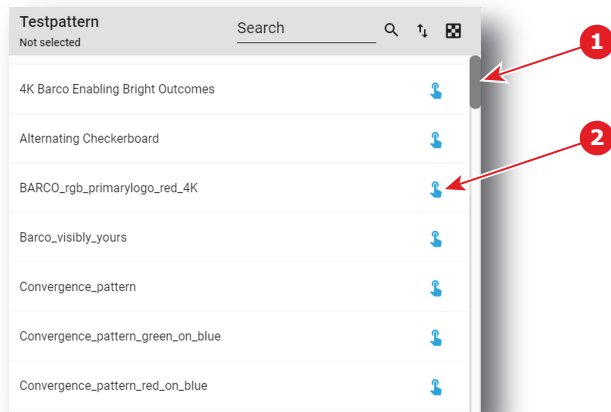 Testpattern
Not selected
Search
1
4K Barco Enabling Bright Outcomes
Alternating Checkerboard
2
BARCO_rgb_primarylogo_red_4K
Barco_visibly_yours
Convergence_pattern
Convergence_pattern_green_on_blue
Convergence_pattern_red_on_blue